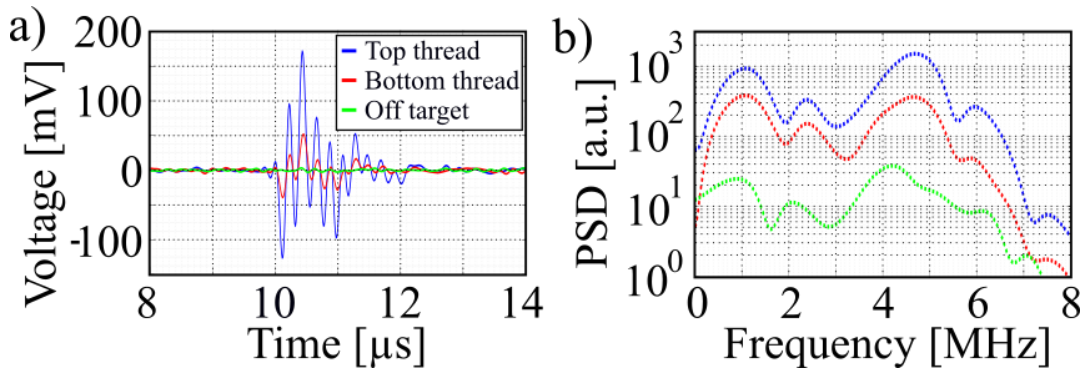 a)
Voltage [mV]
200
100
0
-100
8
10
12
14
Time [µs]
Top thread
Bottom thread
Off target
b)
PSD [a.u.]
10³
10²
10¹
10⁰
0
2
4
6
8
Frequency [MHz]